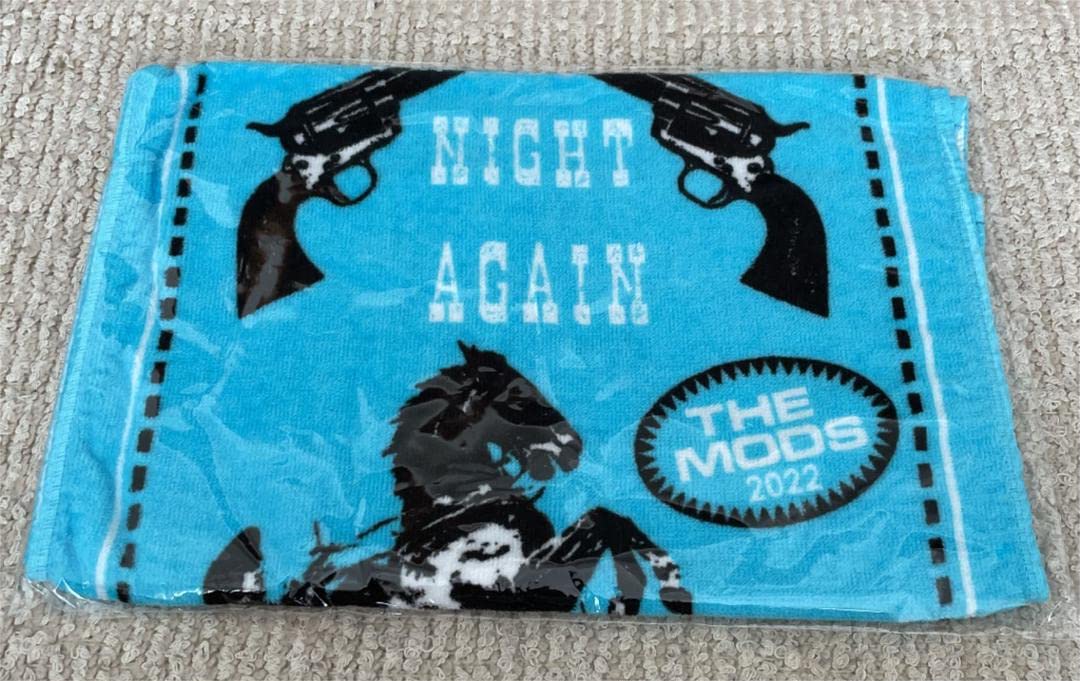 NIGHT
AGAIN
THE
MODS
2022